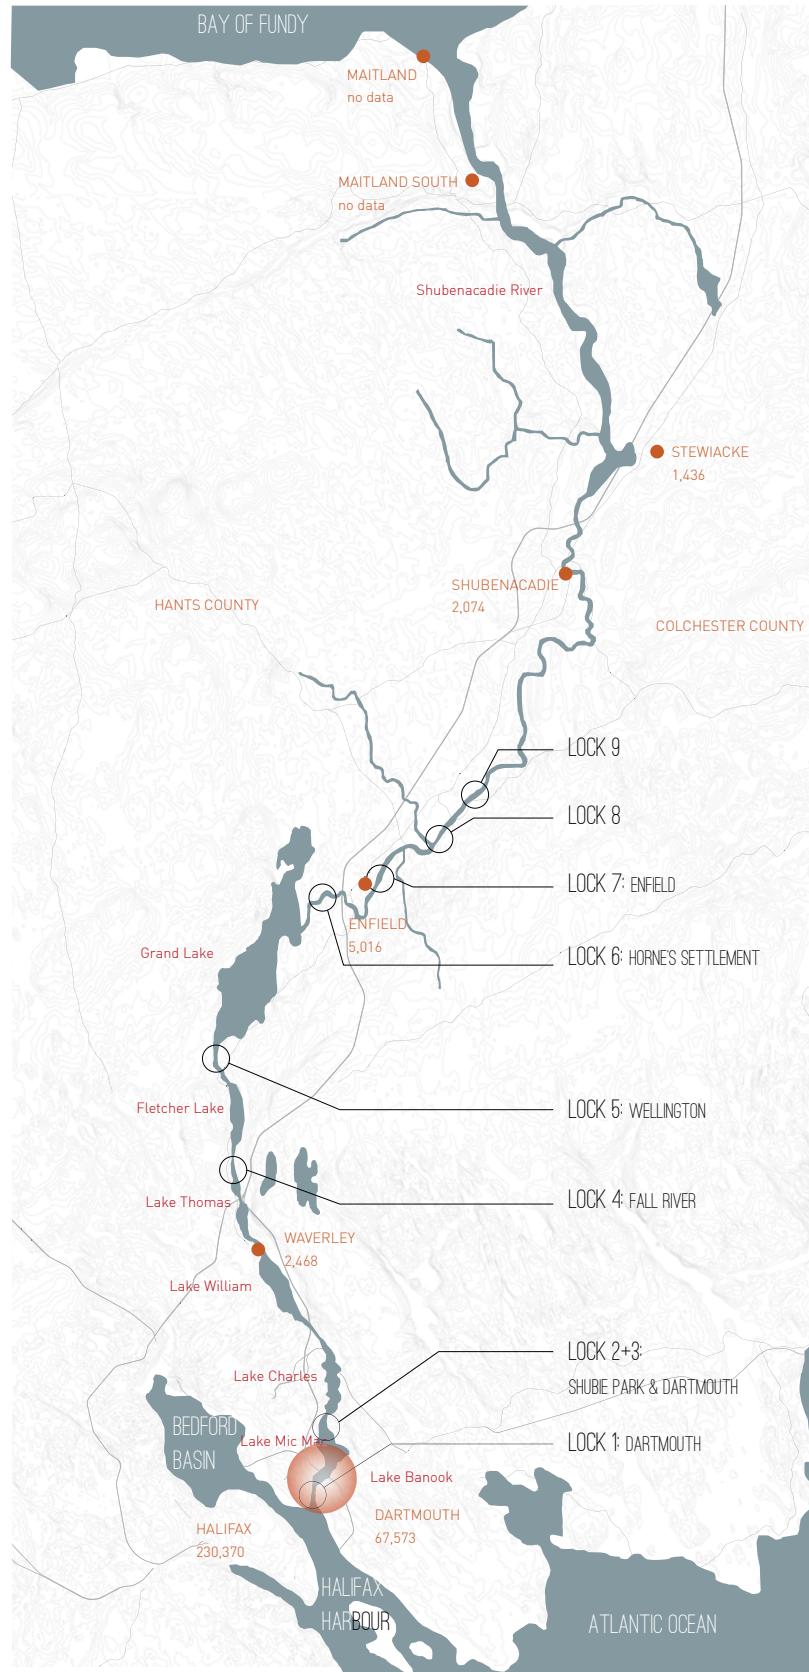 BAY OF FUNDY
MAITLAND
no data
MAITLAND SOUTH
no data
Shubenacadie River
STEWIACKE
1,436
SHUBENACADIE
2,074
HANTS COUNTY
COLCHESTER COUNTY
LOCK 9
LOCK 8
LOCK 7: ENFIELD
ENFIELD
5,016
Grand Lake
LOCK 6: HORNE'S SETTLEMENT
Fletcher Lake
LOCK 5: WELLINGTON
Lake Thomas
LOCK 4: FALL RIVER
WAVERLEY
2,468
Lake William
LOCK 2+3:
SHUBIE PARK & DARTMOUTH
Lake Charles
BEDFORD
BASIN
Lake Mic Mac
LOCK 1: DARTMOUTH
Lake Banook
DARTMOUTH
67,573
HALIFAX
230,370
HALIFAX
HARBOUR
ATLANTIC OCEAN